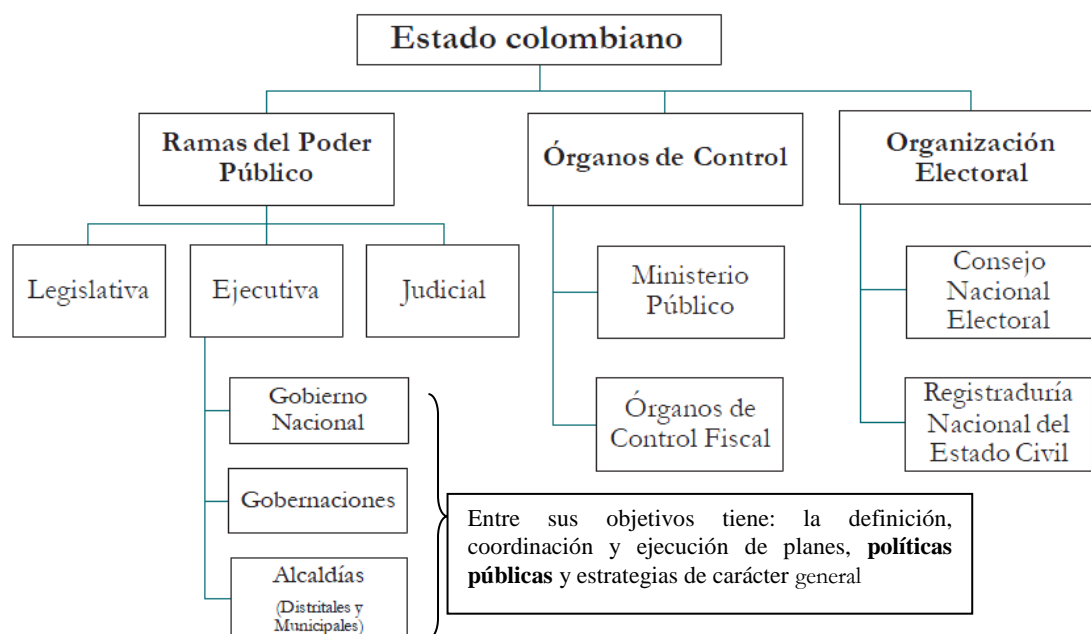 Estado colombiano
Ramas del Poder
Público
Órganos de Control
Organización
Electoral
Legislativa
Ejecutiva
Judicial
Ministerio
Público
Consejo
Nacional
Electoral
Gobierno
Nacional
Órganos de
Control Fiscal
Registraduría
Nacional del
Estado Civil
Gobernaciones
Entre sus objetivos tiene: la definición,
coordinación y ejecución de planes, políticas
públicas y estrategias de carácter general
Alcaldías
(Distritales y
Municipales)